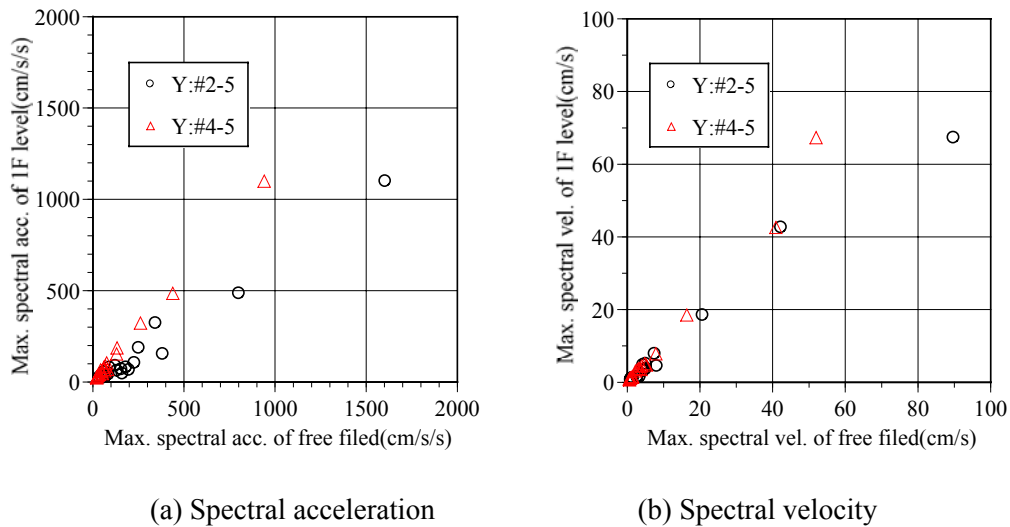 2000
1500
1000
500
0
0 500 1000 1500 2000
Max. spectral acc. of 1F level(cm/s/s)
Y:#2-5
Y:#4-5
Max. spectral acc. of free filed(cm/s/s)
(a) Spectral acceleration
100
80
60
40
20
0
0 20 40 60 80 100
Max. spectral vel. of 1F level(cm/s)
Y:#2-5
Y:#4-5
Max. spectral vel. of free filed(cm/s)
(b) Spectral velocity